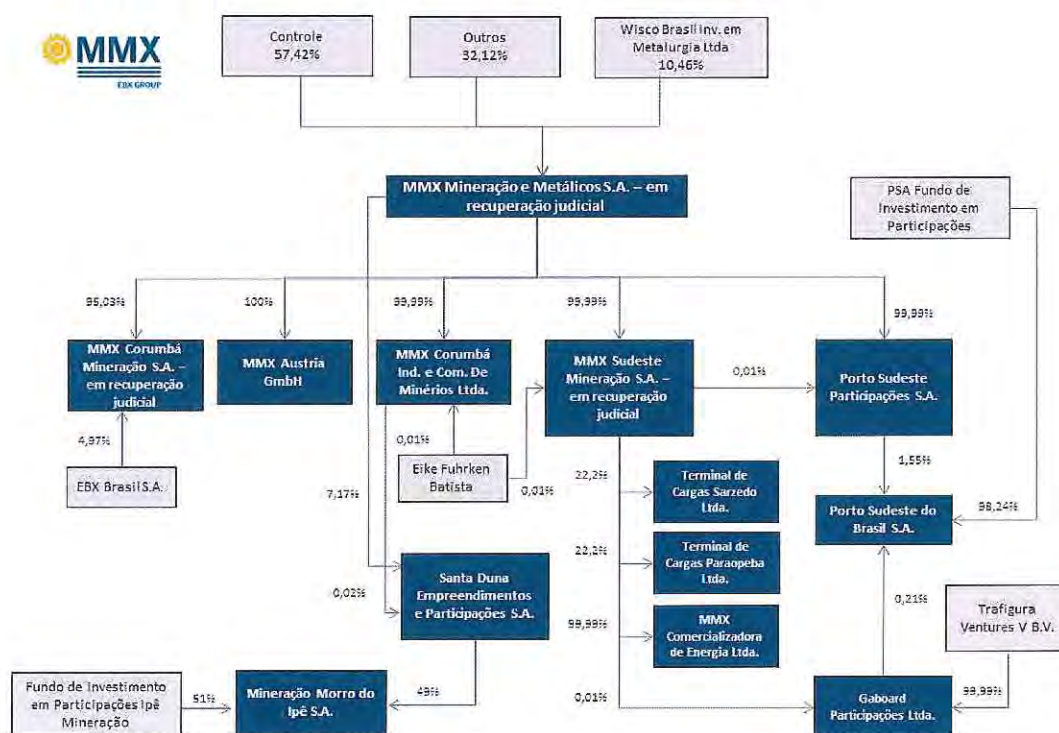 MMX
EBX GROUP
Controle
57,42%
Outros
32,12%
Wisco Brasil Inv. em
Metalurgia Ltda
10,46%
MMX Mineração e Metálicos S.A. – em
recuperação judicial
PSA Fundo de
Investimento em
Participações
95,03%
100%
99,99%
99,99%
99,99%
MMX Corumbá
Mineração S.A. –
em recuperação
judicial
MMX Austria
GmbH
MMX Corumbá
Ind. e Com. De
Minérios Ltda.
MMX Sudeste
Mineração S.A. –
em recuperação
judicial
0,01%
Porto Sudeste
Participações S.A.
4,97%
EBX Brasil S.A.
0,01%
Eike Fuhrken
Batista
0,01%
7,17%
22,2%
Terminal de
Cargas Sarzedo
Ltda.
1,55%
Porto Sudeste do
Brasil S.A.
98,24%
22,2%
Terminal de
Cargas Paraopeba
Ltda.
0,02%
Santa Duna
Empreendimentos
e Participações S.A.
0,21%
Trafigura
Ventures V B.V.
99,99%
MMX
Comercializadora
de Energia Ltda.
Fundo de Investimento
em Participações Ipê
Mineração
51%
Mineração Morro do
Ipê S.A.
49%
0,01%
Gaboard
Participações Ltda.
99,99%